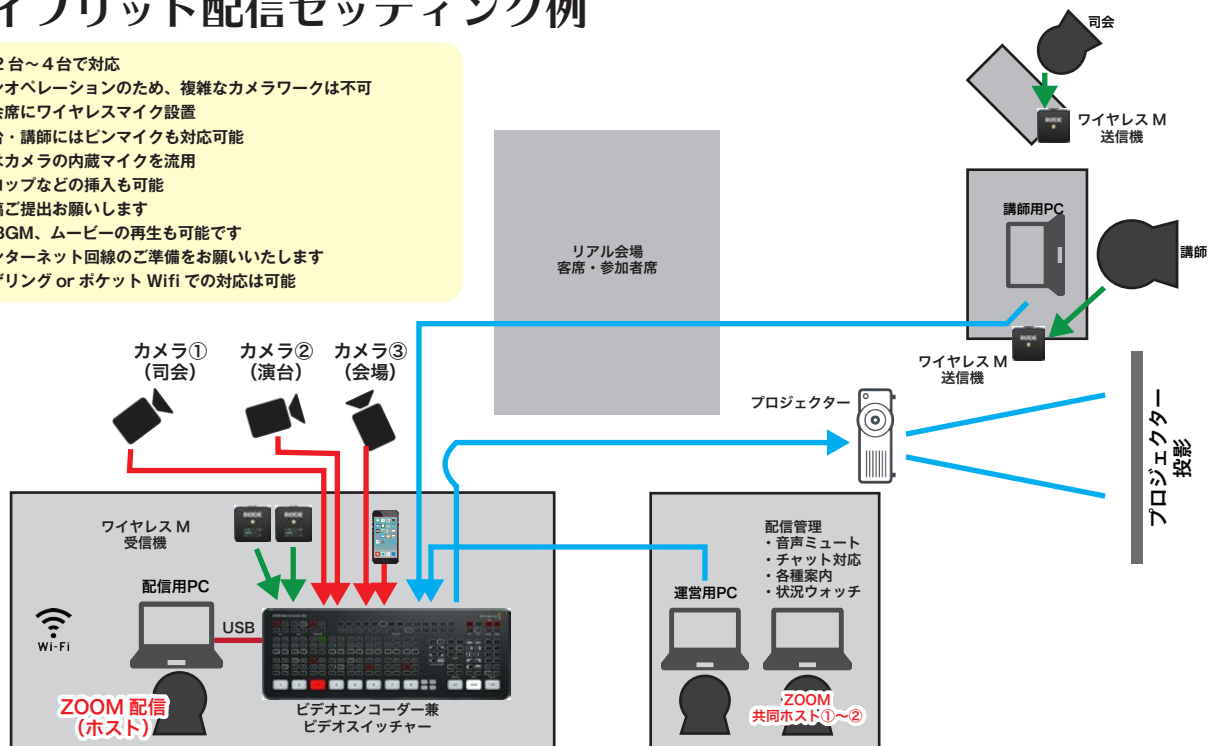 イブリット配信セッティング例
２台～４台で対応
ンオペレーションのため、複雑なカメラワークは不可
会席にワイヤレスマイク設置
台・講師にはピンマイクも対応可能
はカメラの内蔵マイクを流用
ロップなどの挿入も可能
稿ご提出お願いします
BGM、ムービーの再生も可能です
ンターネット回線のご準備をお願いいたします
ザリング or ポケット Wifi での対応は可能
司会
ワイヤレス M
送信機
講師用PC
講師
ワイヤレス M
送信機
リアル会場
客席・参加者席
カメラ①
（司会）
カメラ②
（演台）
カメラ③
（会場）
プロジェクター
プロジェクター
投影
ワイヤレス M
受信機
配信用PC
Wi-Fi
USB
ZOOM 配信
（ホスト）
ビデオエンコーダー兼
ビデオスイッチャー
配信管理
・音声ミュート
・チャット対応
・各種案内
・状況ウォッチ
運営用PC
ZOOM
共同ホスト①～②
RODE
RODE
RODE
RODE